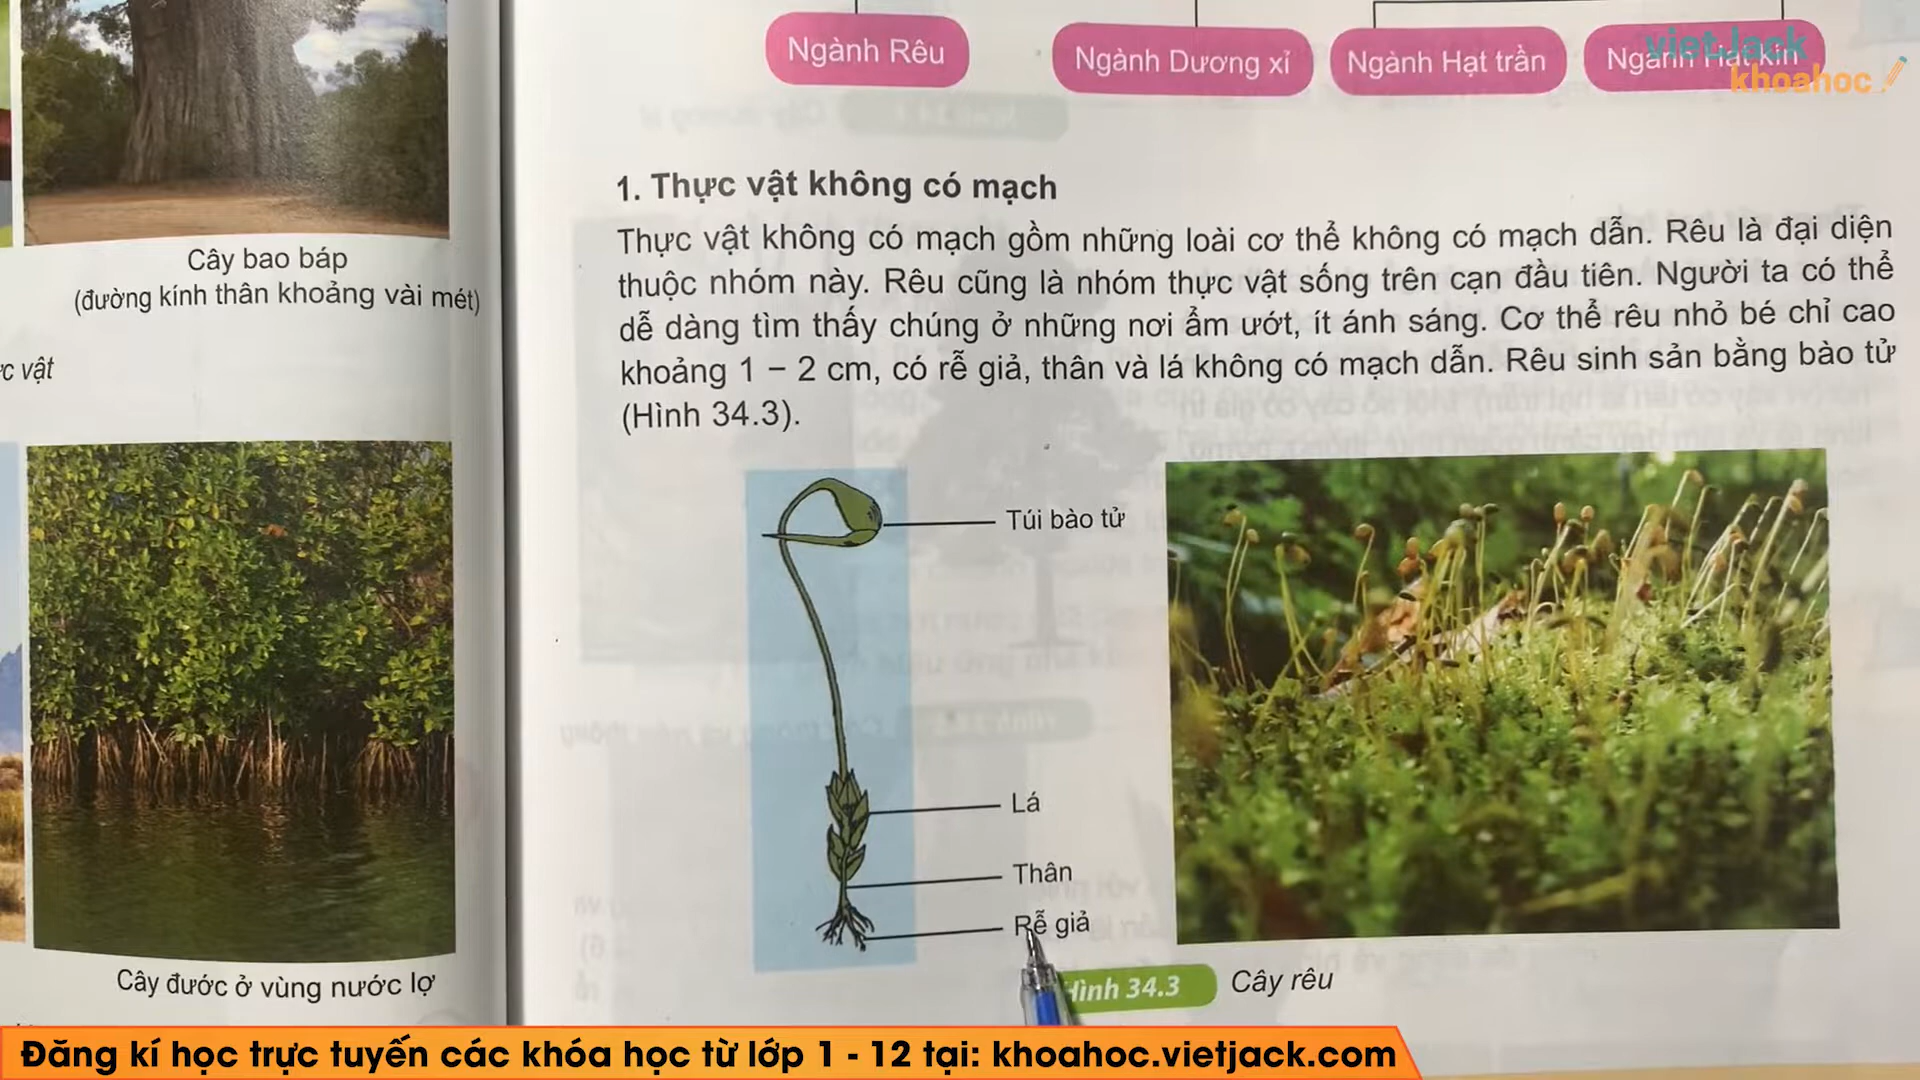 Cây bao báp
(đường kính thân khoảng vài mét)
vật
Cây đước ở vùng nước lợ
Ngành Rêu
Ngành Dương xỉ
Ngành Hạt trần
Ngành Hạt kín
vietJack
khoahoc
1. Thực vật không có mạch
Thực vật không có mạch gồm những loài cơ thể không có mạch dẫn. Rêu là đại diện
thuộc nhóm này. Rêu cũng là nhóm thực vật sống trên cạn đầu tiên. Người ta có thể
dễ dàng tìm thấy chúng ở những nơi ẩm ướt, ít ánh sáng. Cơ thể rêu nhỏ bé chỉ cao
khoảng 1 – 2 cm, có rễ giả, thân và lá không có mạch dẫn. Rêu sinh sản bằng bào tử
(Hình 34.3).
Túi bào tử
Lá
Thân
Rễ giả
Hình 34.3 Cây rêu
Đăng kí học trực tuyến các khóa học từ lớp 1 - 12 tại: khoahoc.vietjack.com